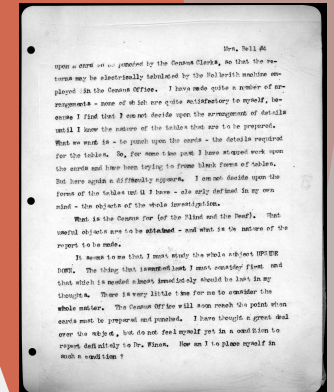 Mrs. Bell #4
upon a card to be punched by the Census Clerks, so that the re-
turns may be electrically tabulated by the Hollerith machine em-
ployed in the Census Office. I have made quite a number of ar-
rangements - none of which are quite satisfactory to myself, be-
cause I find that I cannot decide upon the arrangement of details
until I know the nature of the tables that are to be prepared.
What we want is - to punch upon the cards - the details required
for the tables. So, for some time past I have stopped work upon
the cards and have been trying to frame blank forms of tables.
But here again a difficulty appears. I can not decide upon the
forms of the tables until I have - clearly defined in my own
mind - the objects of the whole investigation.
What is the Census for (of the Blind and the Deaf). What
useful objects are to be attained - and what is the nature of the
report to be made.
It seems to me that I must study the whole subject UPSIDE
DOWN. The thing that is wanted last I must consider first and
that which is needed almost immediately should be last in my
thoughts. There is very little time for me to consider the
whole matter. The Census Office will soon reach the point when
cards must be prepared and punched. I have thought a great deal
over the subject, but do not feel myself yet in a condition to
report definitely to Dr. Wines. How am I to place myself in
such a condition ?